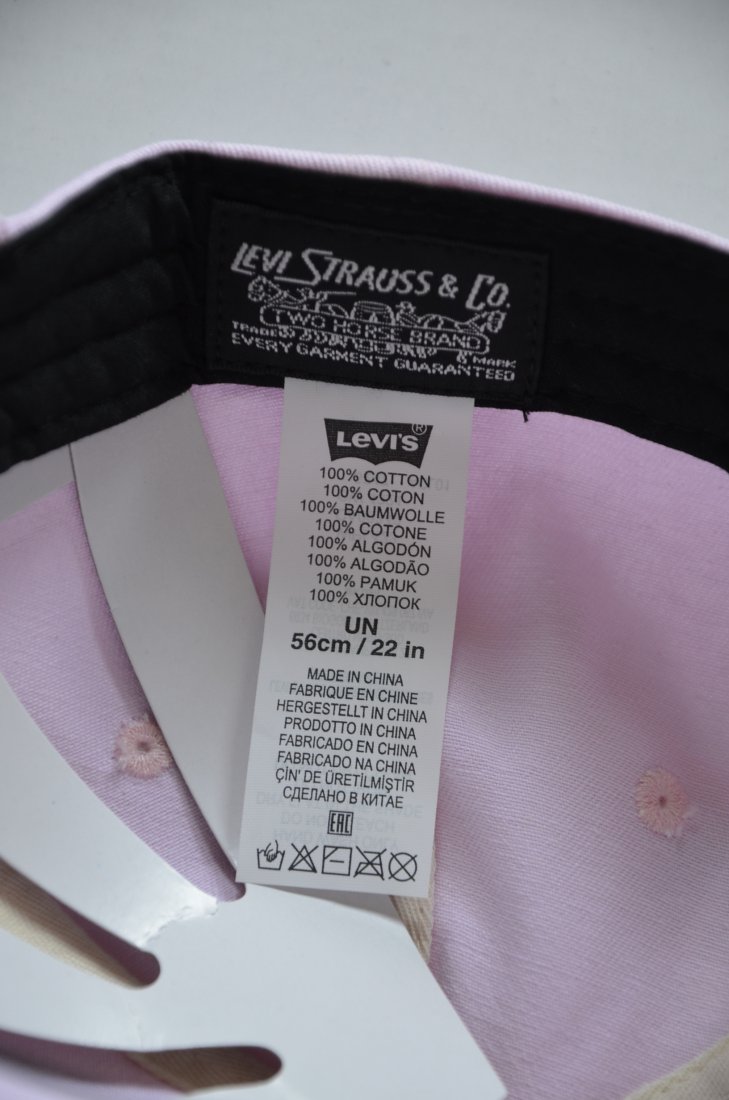 LEVI STRAUSS & CO.
TWO HORSE BRAND
TRADE MARK
EVERY GARMENT GUARANTEED
LEVI'S®
100% COTTON
100% COTON
100% BAUMWOLLE
100% COTONE
100% ALGODÓN
100% ALGODÃO
100% PAMUK
100% ХЛОПОК
UN
56cm / 22 in
MADE IN CHINA
FABRIQUE EN CHINE
HERGESTELLT IN CHINA
PRODOTTO IN CHINA
FABRICADO EN CHINA
FABRICADO NA CHINA
ÇİN' DE ÜRETİLMİŞTİR
СДЕЛАНО В КИТАЕ
EAC